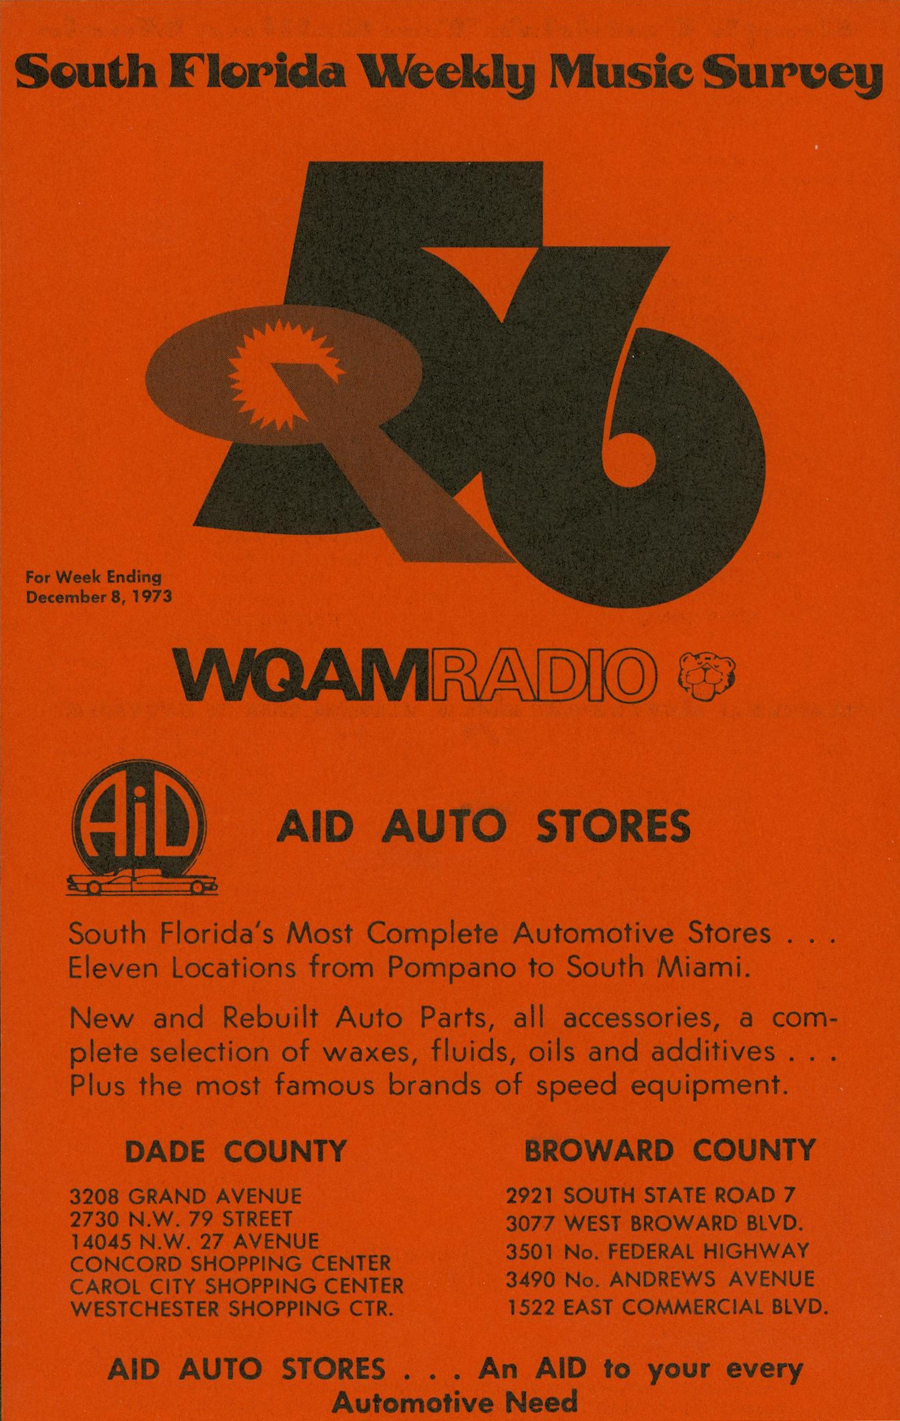 South Florida Weekly Music Survey
56
For Week Ending
December 8, 1973
WQAMRADIO
AiD
AID AUTO STORES
South Florida's Most Complete Automotive Stores . . .
Eleven Locations from Pompano to South Miami.
New and Rebuilt Auto Parts, all accessories, a com-
plete selection of waxes, fluids, oils and additives . . .
Plus the most famous brands of speed equipment.
DADE COUNTY
3208 GRAND AVENUE
2730 N.W. 79 STREET
14045 N.W. 27 AVENUE
CONCORD SHOPPING CENTER
CAROL CITY SHOPPING CENTER
WESTCHESTER SHOPPING CTR.
BROWARD COUNTY
2921 SOUTH STATE ROAD 7
3077 WEST BROWARD BLVD.
3501 No. FEDERAL HIGHWAY
3490 No. ANDREWS AVENUE
1522 EAST COMMERCIAL BLVD.
AID AUTO STORES . . . An AID to your every
Automotive Need